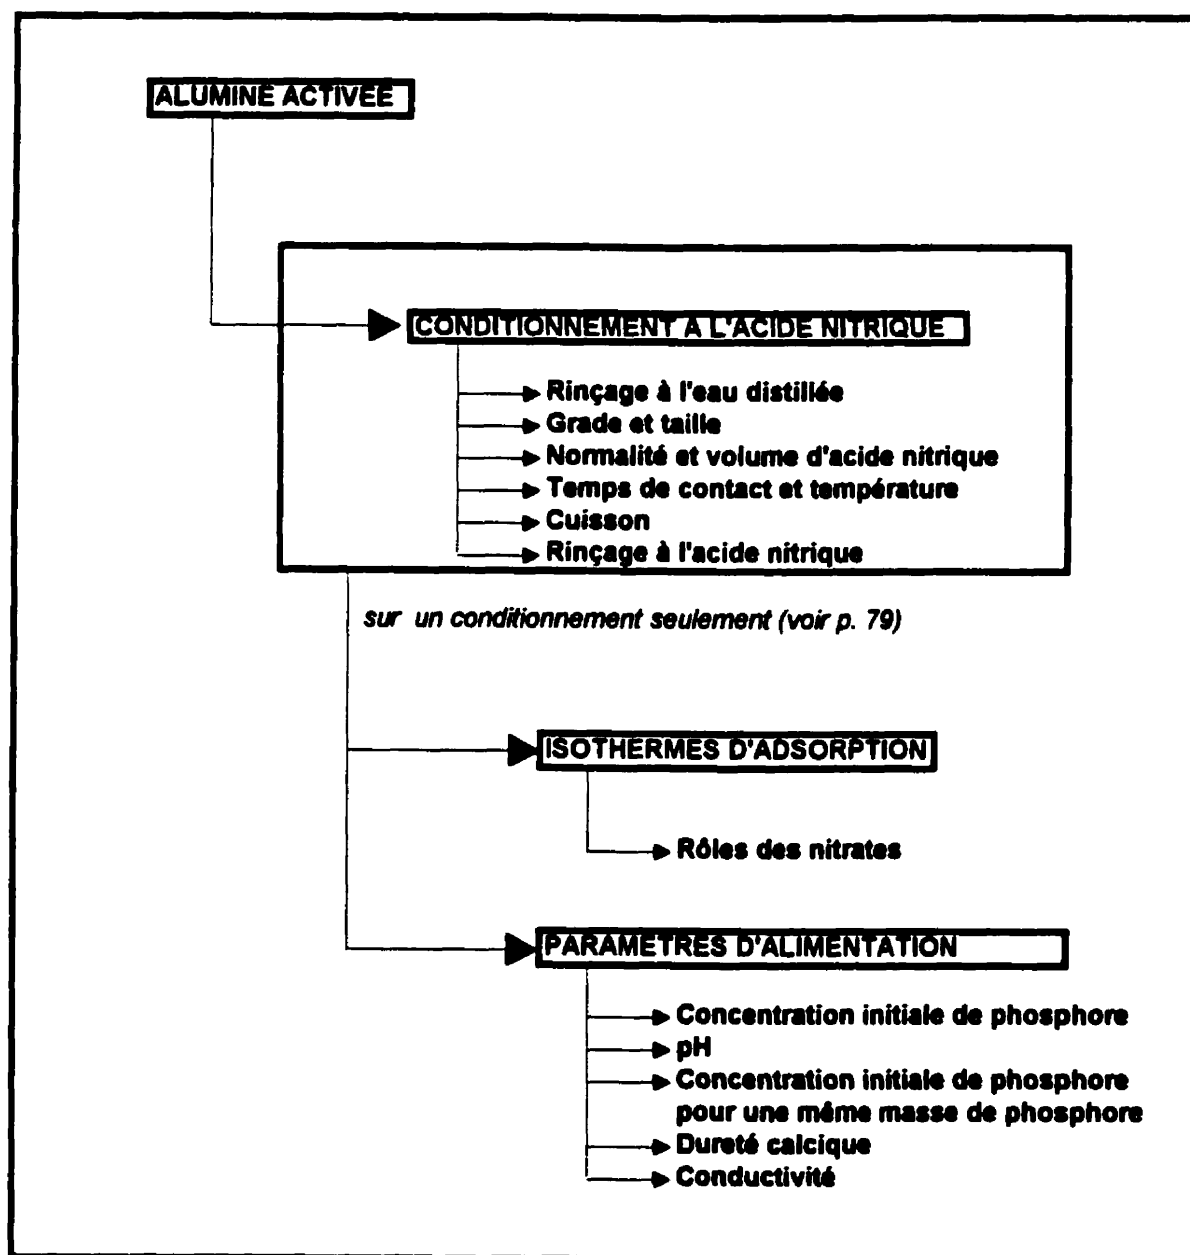 ALUMINE ACTIVÉE
CONDITIONNEMENT À L'ACIDE NITRIQUE
Rinçage à l'eau distillée
Grade et taille
Normalité et volume d'acide nitrique
Temps de contact et température
Cuisson
Rinçage à l'acide nitrique
sur un conditionnement seulement (voir p. 79)
ISOTHERMES D'ADSORPTION
Rôles des nitrates
PARAMÈTRES D'ALIMENTATION
Concentration initiale de phosphore
pH
Concentration initiale de phosphore
pour une même masse de phosphore
Dureté calcique
Conductivité